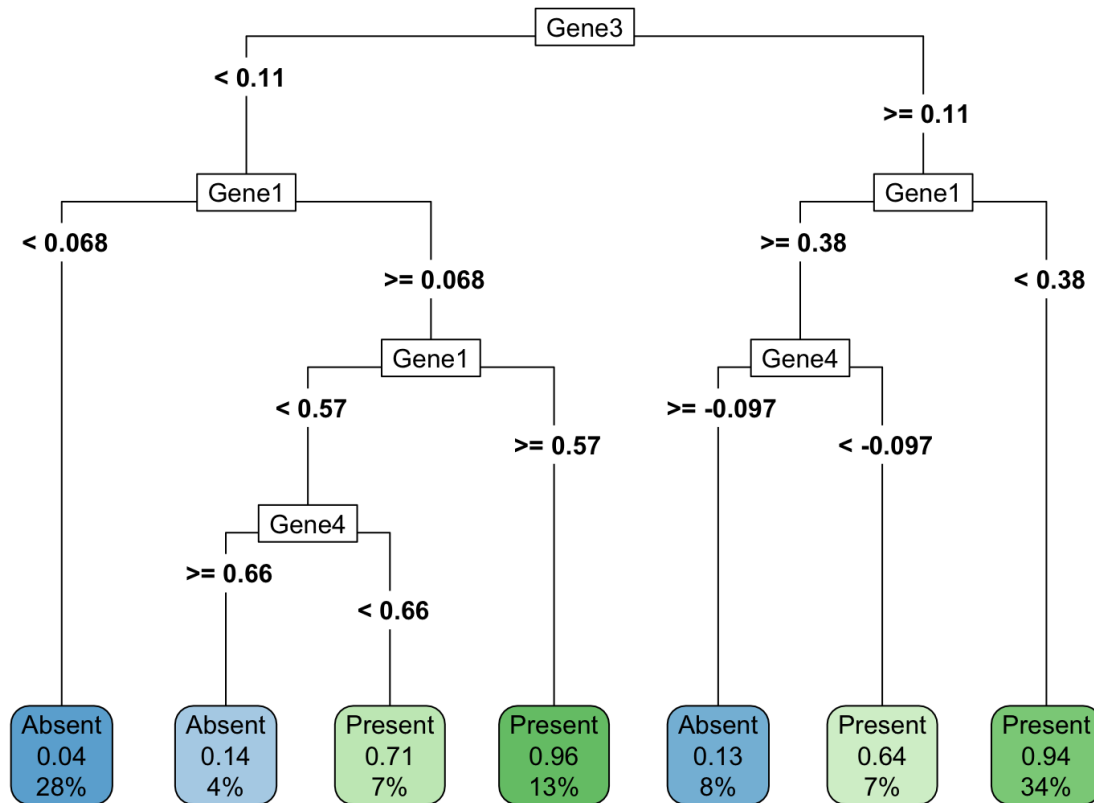 Gene3
< 0.11
>= 0.11
Gene1
Gene1
< 0.068
>= 0.38
>= 0.068
< 0.38
Gene1
Gene4
< 0.57
>= -0.097
>= 0.57
< -0.097
Gene4
>= 0.66
< 0.66
Absent
0.04
28%
Absent
0.14
4%
Present
0.71
7%
Present
0.96
13%
Absent
0.13
8%
Present
0.64
7%
Present
0.94
34%